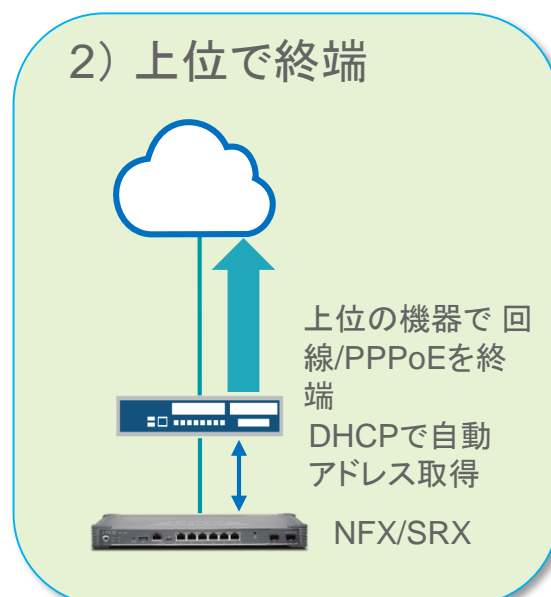 2） 上位で終端
上位の機器で 回
線/PPPoEを終
端
DHCPで自動
アドレス取得
NFX/SRX